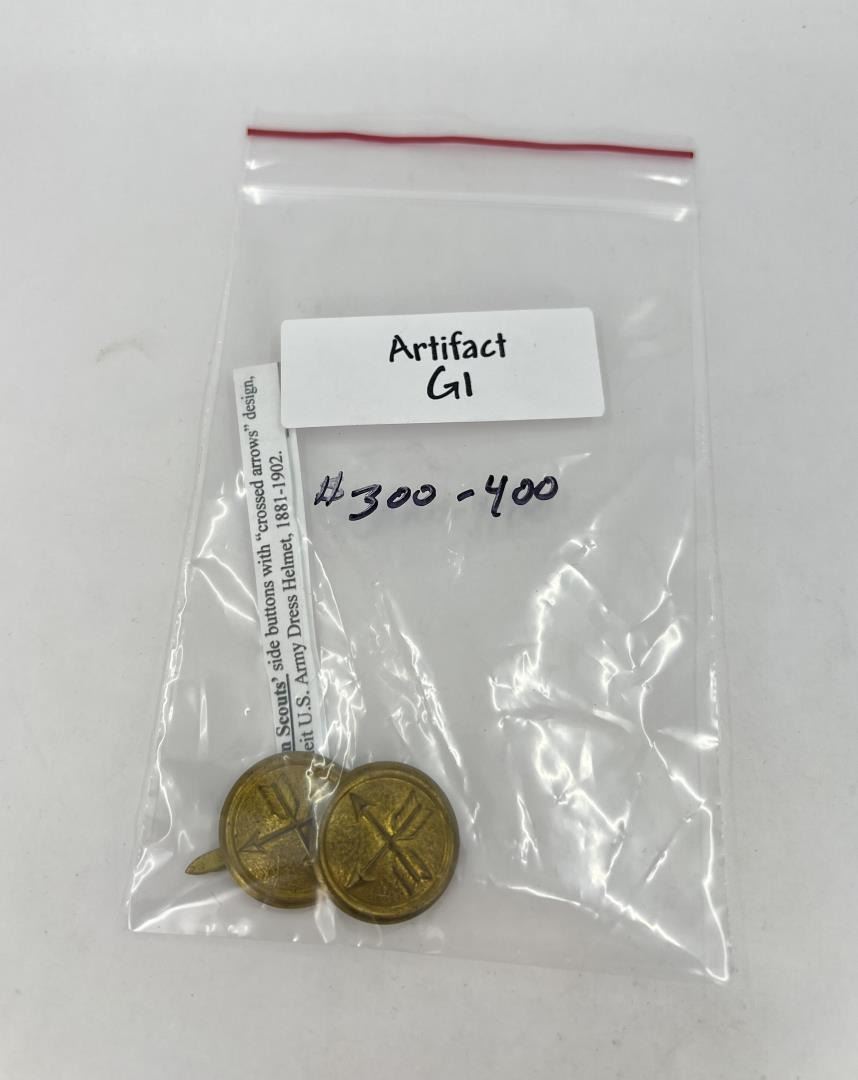 Artifact
G1
#300-400
Scouts' side buttons with "crossed arrows" design,
U.S. Army Dress Helmet, 1881-1902.